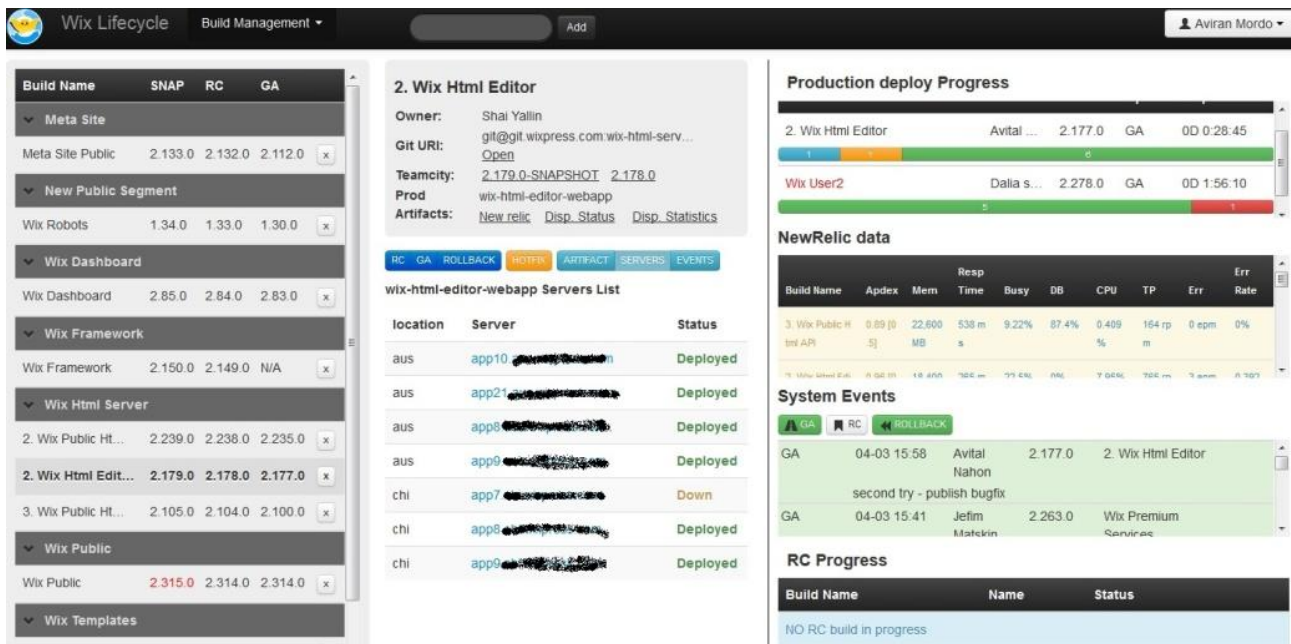 Wix Lifecycle Build Management Add Aviran Mordo
Build Name SNAP RC GA
Meta Site
Meta Site Public 2.133.0 2.132.0 2.112.0 x
New Public Segment
Wix Robots 1.34.0 1.33.0 1.30.0 x
Wix Dashboard
Wix Dashboard 2.85.0 2.84.0 2.83.0 x
Wix Framework
Wix Framework 2.150.0 2.149.0 N/A x
Wix Html Server
2. Wix Public Ht... 2.239.0 2.238.0 2.235.0 x
2. Wix Html Edit... 2.179.0 2.178.0 2.177.0 x
3. Wix Public Ht... 2.105.0 2.104.0 2.100.0 x
Wix Public
Wix Public 2.315.0 2.314.0 2.314.0 x
Wix Templates
2. Wix Html Editor
Owner: Shai Yallin
Git URI: git@git.wixpress.com:wix-html-serv...
Open
Teamcity: 2.179.0-SNAPSHOT 2.178.0
Prod Artifacts: wix-html-editor-webapp
New relic Disp. Status Disp. Statistics
RC GA ROLLBACK HOTFIX ARTIFACT SERVERS EVENTS
wix-html-editor-webapp Servers List
location Server Status
aus app10. Deployed
aus app21. Deployed
aus app8 Deployed
aus app9 Deployed
chi app7. Down
chi app8 Deployed
chi app9 Deployed
Production deploy Progress
2. Wix Html Editor Avital ... 2.177.0 GA 0D 0:28:45
1 1 6
Wix User2 Dalia s... 2.278.0 GA 0D 1:56:10
5 1
NewRelic data
Build Name Apdex Mem Resp Time Busy DB CPU TP Err Err Rate
3. Wix Public H 0.89 [0 22,600 538 m 9.22% 87.4% 0.409 164 rp 0 epm 0%
tml API .5] MB s % m
System Events
GA RC ROLLBACK
GA 04-03 15:58 Avital Nahon 2.177.0 2. Wix Html Editor
second try - publish bugfix
GA 04-03 15:41 Jefim Matskin 2.263.0 Wix Premium Services
RC Progress
Build Name Name Status
NO RC build in progress